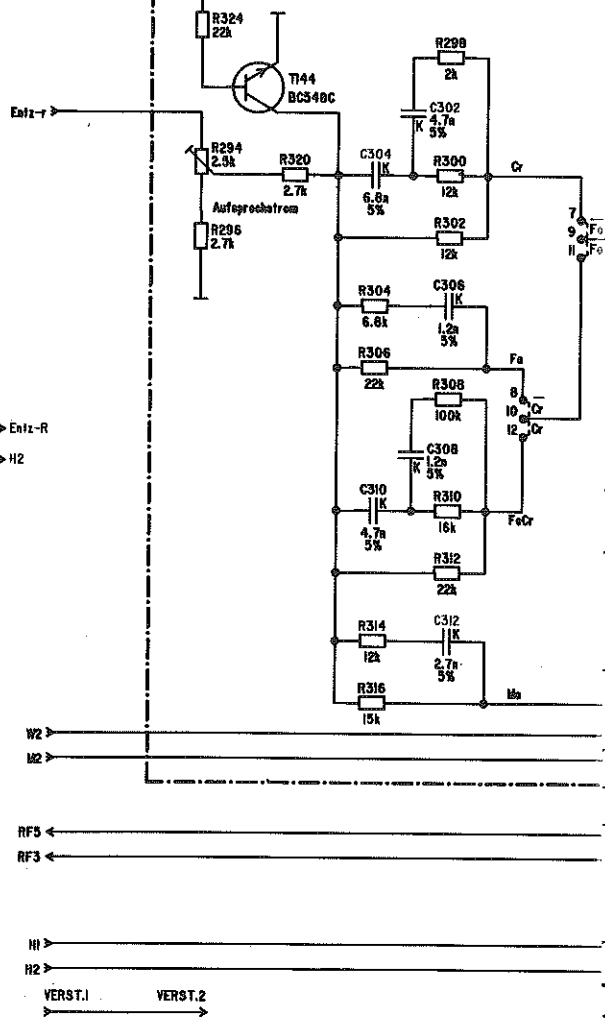 R324
22k
T144
BC548C
R298
2k
C302
K 4.7n
5%
Entz-r
R294
2.5k
R320
2.7k
C304
K
6.8n
5%
R300
12k
Cr
Aufsprechstrom
R296
2.7k
R302
12k
7
9
11
Fe
Fe
R304
6.8k
C306
K
1.2n
5%
R306
22k
Fe
R308
100k
8
10
12
Cr
Cr
Entz-R
H2
C308
K 1.2n
5%
C310
K
4.7n
5%
R310
16k
FeCr
R312
22k
R314
12k
C312
K
2.7n
5%
R316
15k
W2
M2
RF5
RF3
H1
H2
VERST.1 VERST.2